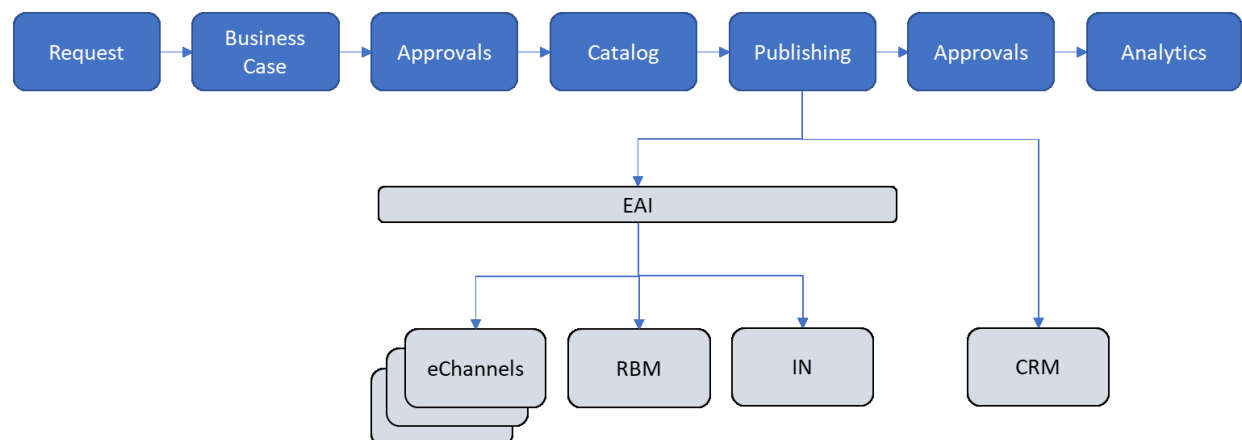 Request
Business
Case
Approvals
Catalog
Publishing
Approvals
Analytics
EAI
eChannels
RBM
IN
CRM